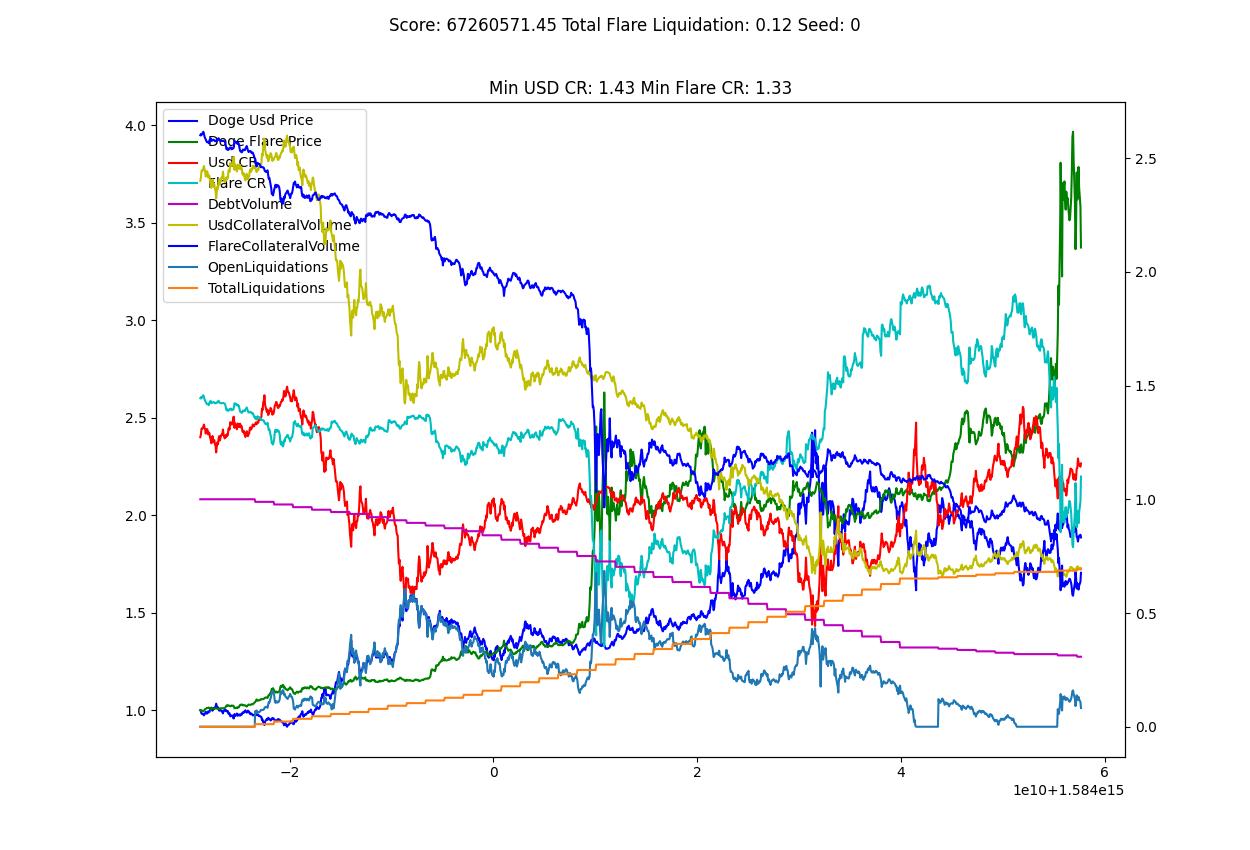 Score: 67260571.45 Total Flare Liquidation: 0.12 Seed: 0
Min USD CR: 1.43 Min Flare CR: 1.33
Doge Usd Price
Doge Flare Price
Usd CR
Flare CR
DebtVolume
UsdCollateralVolume
FlareCollateralVolume
OpenLiquidations
TotalLiquidations
4.0
3.5
3.0
2.5
2.0
1.5
1.0
2.5
2.0
1.5
1.0
0.5
0.0
−2
0
2
4
6
1e10+1.584e15